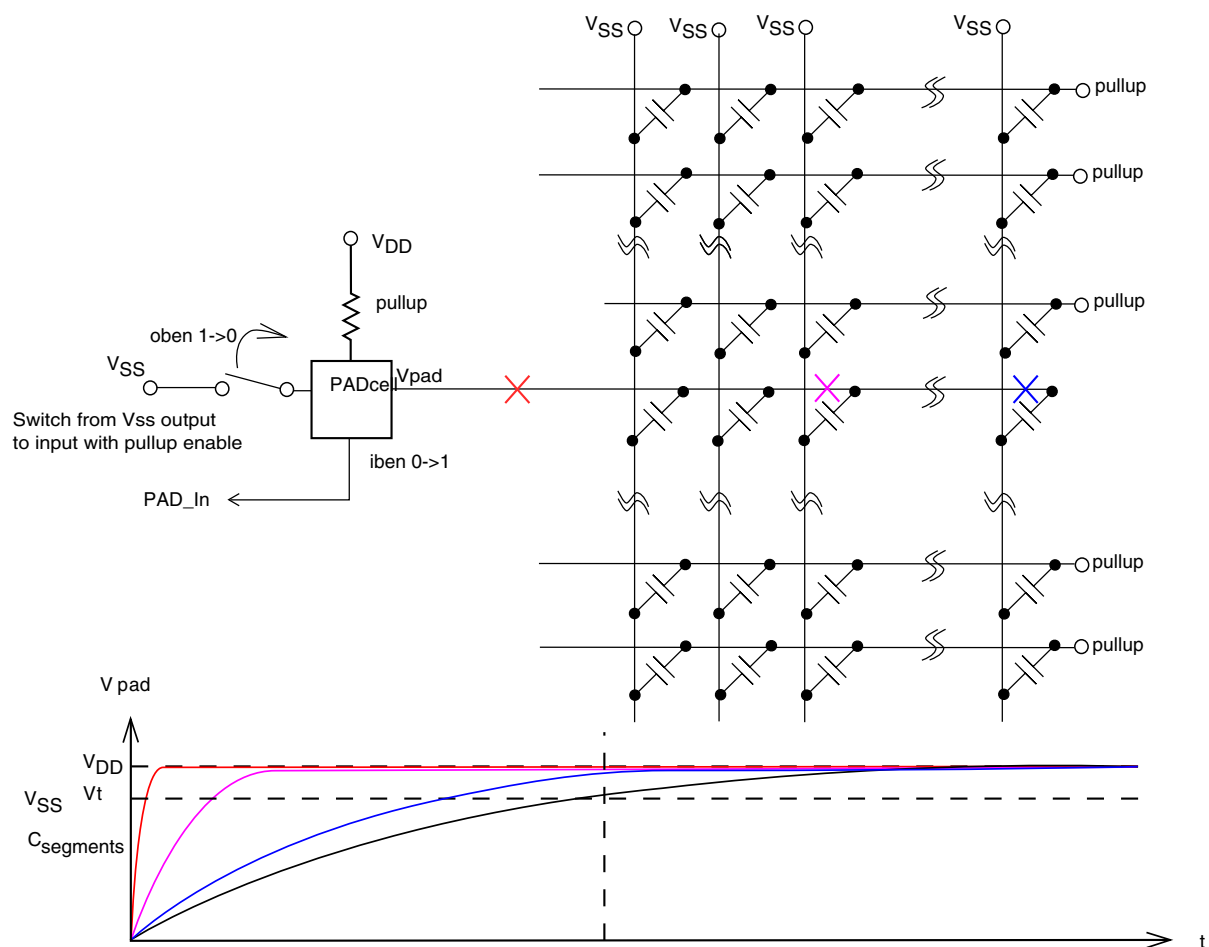 VSS VSS VSS VSS
pullup
pullup
VDD
pullup
pullup
oben 1->0
VSS
PADcell Vpad
Switch from Vss output
to input with pullup enable
iben 0->1
PAD_In
pullup
pullup
V pad
VDD
Vt
VSS
Csegments
t